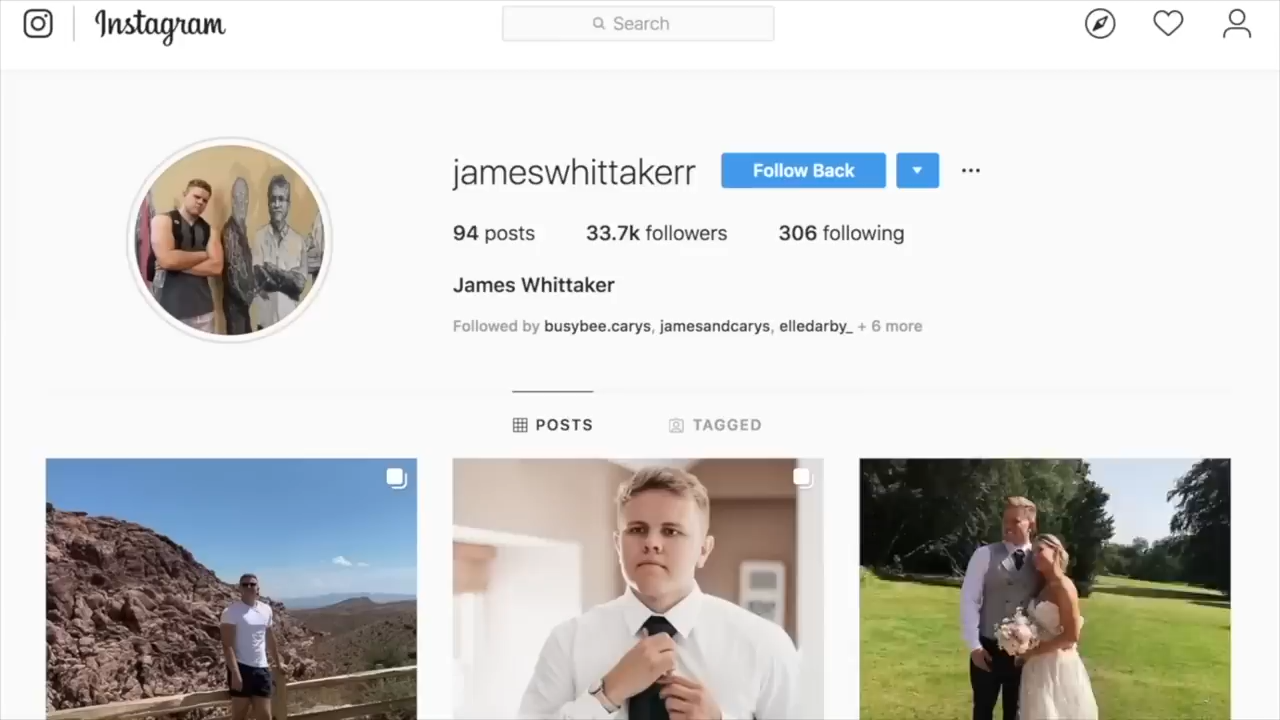 Instagram
Search
jameswhittakerr Follow Back ...
94 posts 33.7k followers 306 following
James Whittaker
Followed by busybee.carys, jamesandcarys, elledarby_ + 6 more
POSTS TAGGED